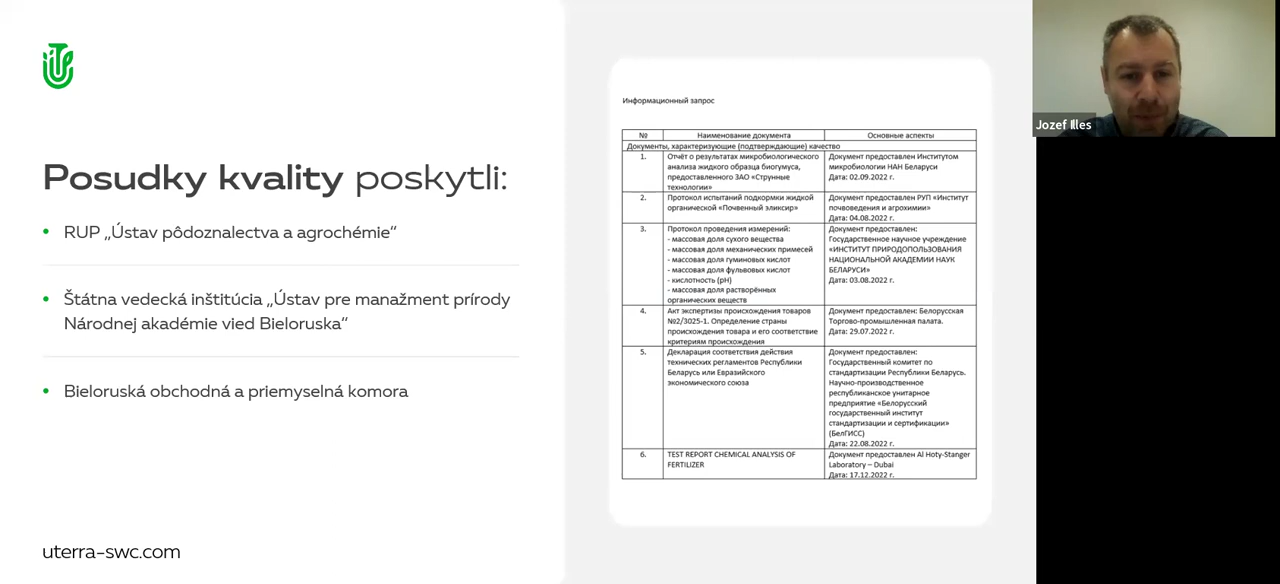 Posudky kvality poskytli:
• RUP „Ústav pôdoznalectva a agrochémie“
• Štátna vedecká inštitúcia „Ústav pre manažment prírody
Národnej akadémie vied Bieloruska“
• Bieloruská obchodná a priemyselná komora
uterra-swc.com
Информационный запрос
№ Наименование документа Основные аспекты
Документы, характеризующие (подтверждающие) качество
1. Отчёт о результатах микробиологического
анализа жидкого образца биогумуса,
предоставленного ЗАО «Струнные
технологии»
Документ предоставлен Институтом
микробиологии НАН Беларуси
Дата: 02.09.2022 г.
2. Протокол испытаний подкормки жидкой
органической «Почвенный эликсир»
Документ предоставлен РУП «Институт
почвоведения и агрохимии»
Дата: 04.08.2022 г.
3. Протокол проведения измерений:
- массовая доля сухого вещества
- массовая доля механических примесей
- массовая доля гуминовых кислот
- массовая доля фульвовых кислот
- кислотность (pH)
- массовая доля растворённых
органических веществ
Документ предоставлен:
Государственное научное учреждение
«ИНСТИТУТ ПРИРОДОПОЛЬЗОВАНИЯ
НАЦИОНАЛЬНОЙ АКАДЕМИИ НАУК
БЕЛАРУСИ»
Дата: 03.08.2022 г.
4. Акт экспертизы происхождения товаров
№2/3025-1. Определение страны
происхождения товара и его соответствие
критериям происхождения
Документ предоставлен: Белорусская
Торгово-промышленная палата.
Дата: 29.07.2022 г.
5. Декларация соответствия действия
технических регламентов Республики
Беларусь или Евразийского
экономического союза
Документ предоставлен:
Государственный комитет по
стандартизации Республики Беларусь.
Научно-производственное
республиканское унитарное
предприятие «Белорусский
государственный институт
стандартизации и сертификации»
(БелГИСС)
Дата: 22.08.2022 г.
6. TEST REPORT CHEMICAL ANALYSIS OF
FERTILIZER
Документ предоставлен Al Hoty-Stanger
Laboratory – Dubai
Дата: 17.12.2022 г.
Jozef Illes